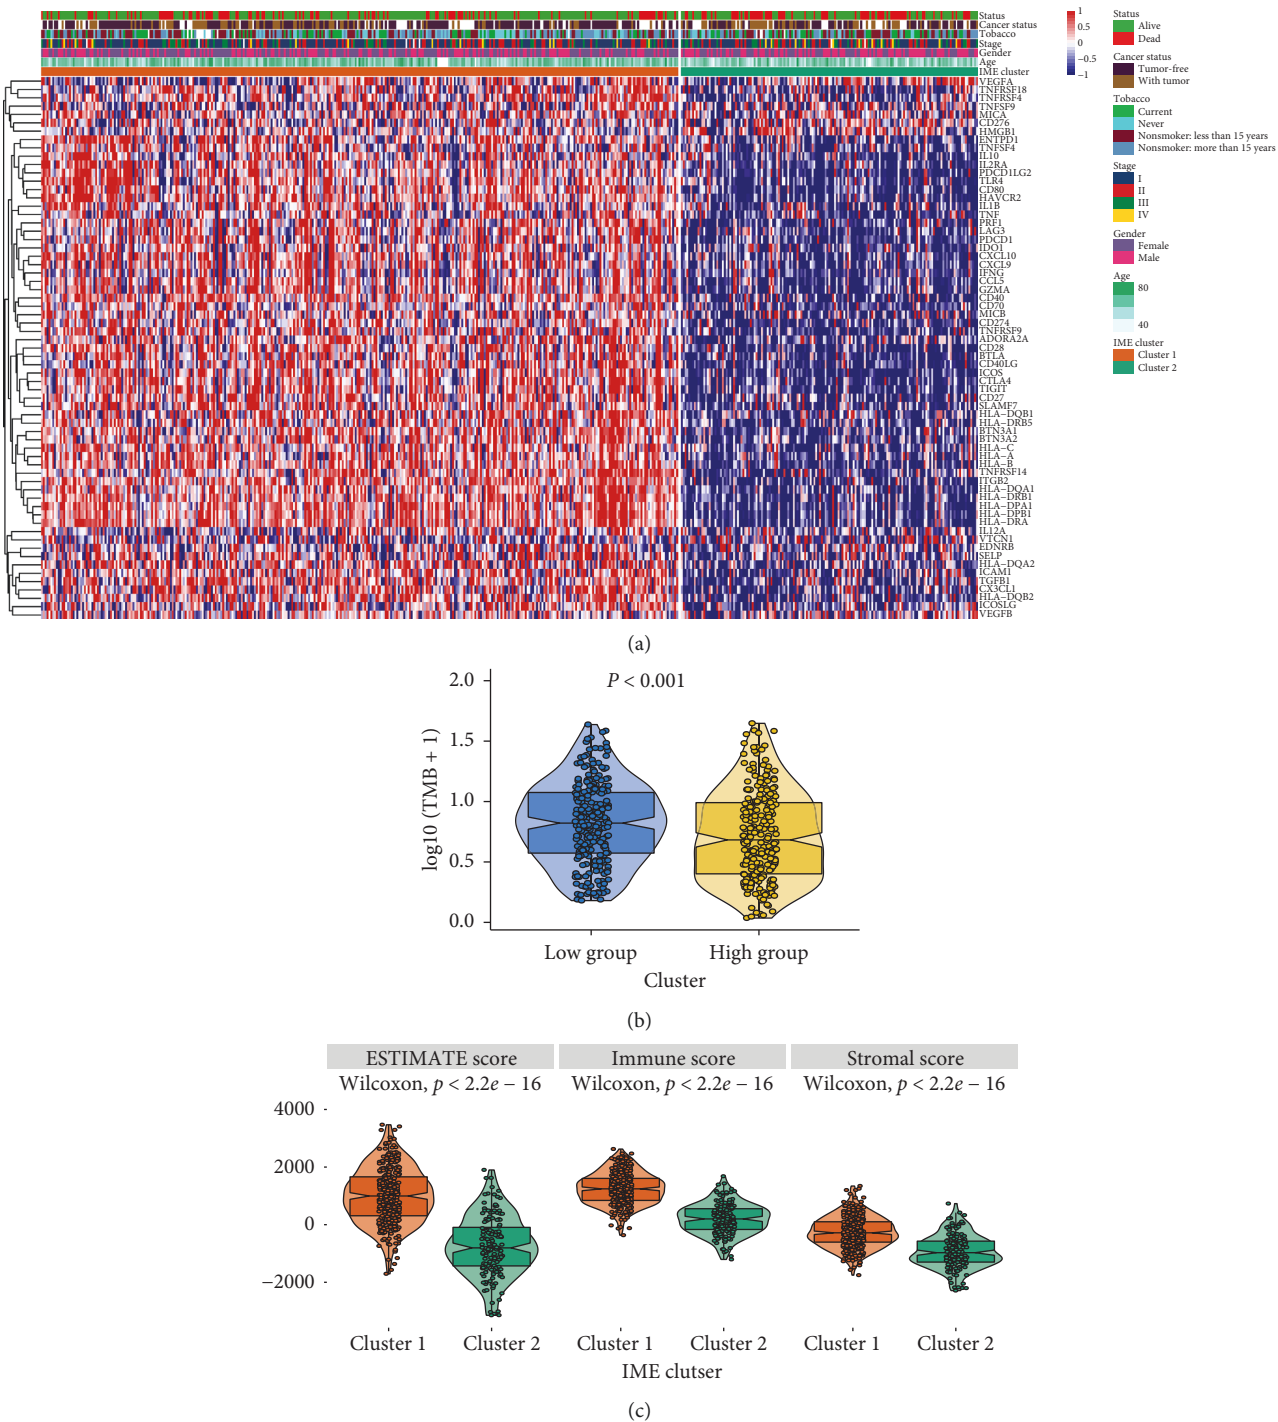 Status
Cancer status
Tobacco
Stage
Gender
Age
IME cluster
VEGFA
TNFRSF18
TNFRSF4
TNFSF9
MICA
CD276
HMGB1
ENTPD1
TNFSF4
IL10
IL2RA
PDCD1LG2
TLR4
CD80
HAVCR2
IL1B
TNF
PRF1
LAG3
PDCD1
IDO1
CXCL10
CXCL9
IFNG
CCL5
GZMA
CD40
CD70
MICB
CD274
TNFRSF9
ADORA2A
CD28
BTLA
CD40LG
ICOS
CTLA4
TIGIT
CD27
SLAMF7
HLA−DQB1
HLA−DRB5
BTN3A1
BTN3A2
HLA−C
HLA−A
HLA−B
TNFRSF14
ITGB2
HLA−DQA1
HLA−DRB1
HLA−DPA1
HLA−DPB1
HLA−DRA
IL12A
VTCN1
EDNRB
SELP
HLA−DQA2
ICAM1
TGFB1
CX3CL1
HLA−DQB2
ICOSLG
VEGFB
1
0.5
0
−0.5
−1
Status
Alive
Dead
Cancer status
Tumor-free
With tumor
Tobacco
Current
Never
Nonsmoker: less than 15 years
Nonsmoker: more than 15 years
Stage
I
II
III
IV
Gender
Female
Male
Age
80
40
IME cluster
Cluster 1
Cluster 2
(a)
P < 0.001
2.0
1.5
1.0
0.5
0.0
log10 (TMB + 1)
Low group
High group
Cluster
(b)
ESTIMATE score
Immune score
Stromal score
Wilcoxon, p < 2.2e − 16
Wilcoxon, p < 2.2e − 16
Wilcoxon, p < 2.2e − 16
4000
2000
0
−2000
Cluster 1
Cluster 2
Cluster 1
Cluster 2
Cluster 1
Cluster 2
IME clutser
(c)